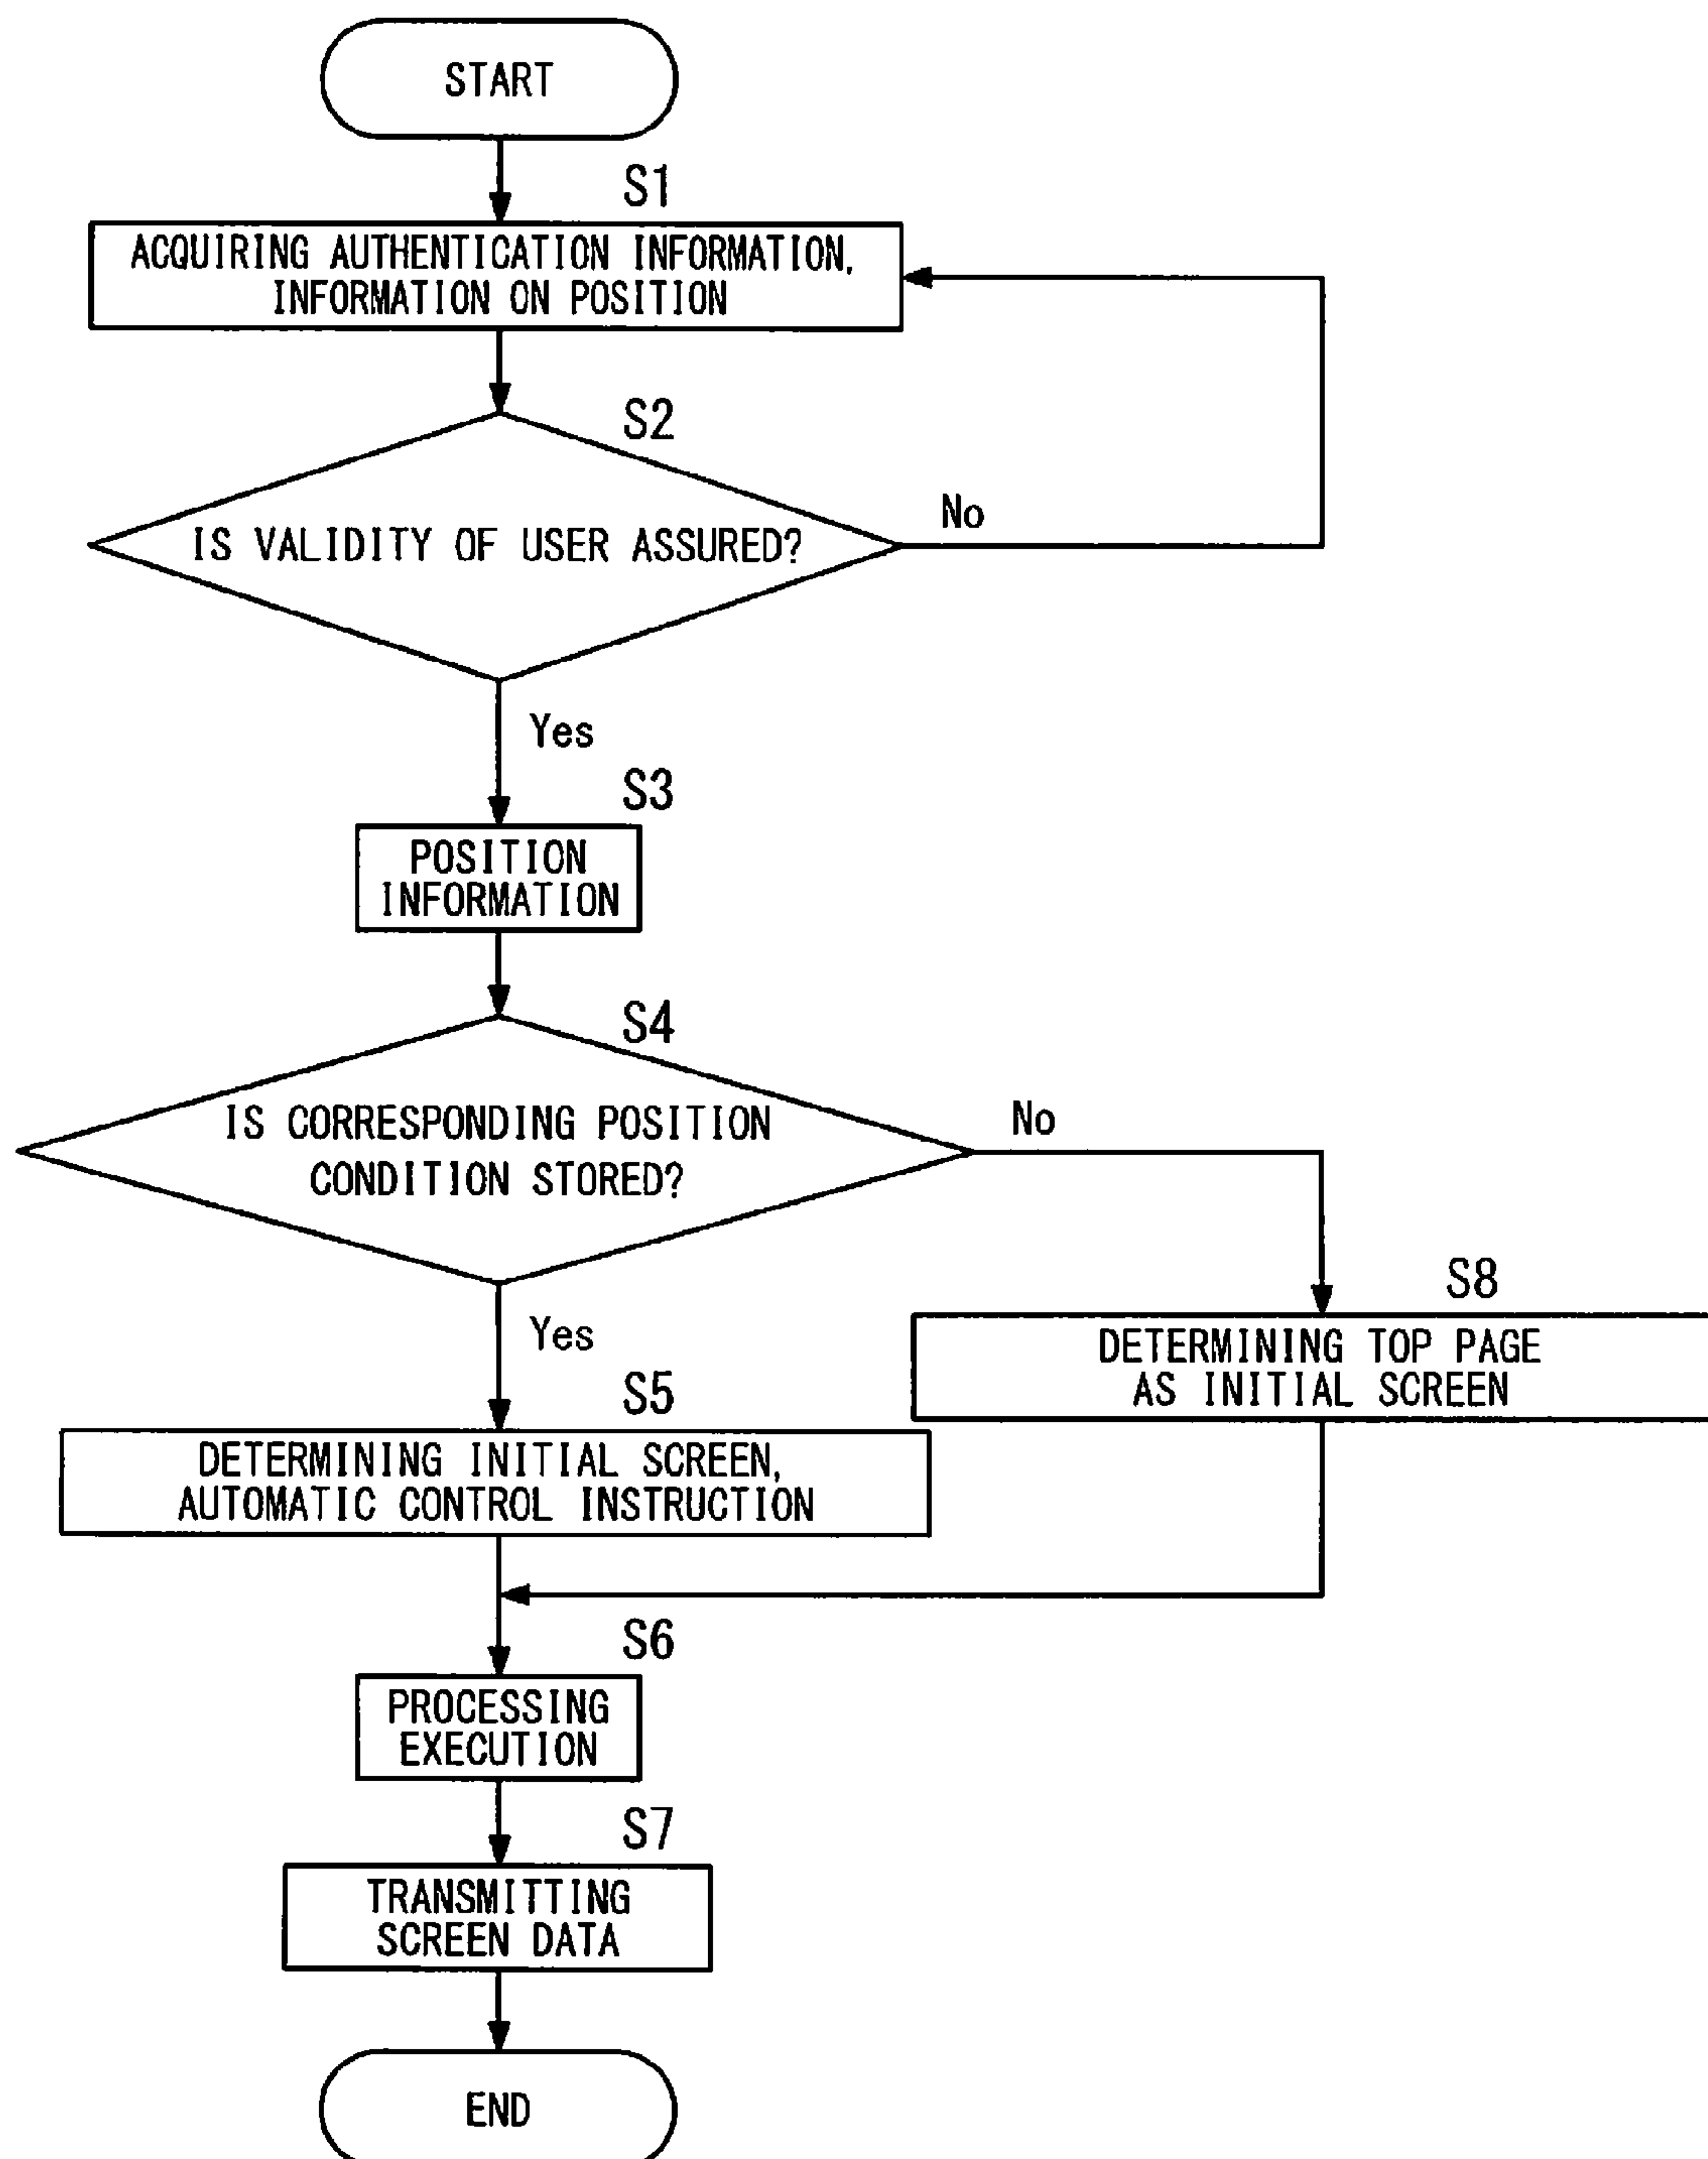 START
S1
ACQUIRING AUTHENTICATION INFORMATION,
INFORMATION ON POSITION
S2
IS VALIDITY OF USER ASSURED?
No
Yes
S3
POSITION
INFORMATION
S4
IS CORRESPONDING POSITION
CONDITION STORED?
No
Yes
S8
DETERMINING TOP PAGE
AS INITIAL SCREEN
S5
DETERMINING INITIAL SCREEN,
AUTOMATIC CONTROL INSTRUCTION
S6
PROCESSING
EXECUTION
S7
TRANSMITTING
SCREEN DATA
END